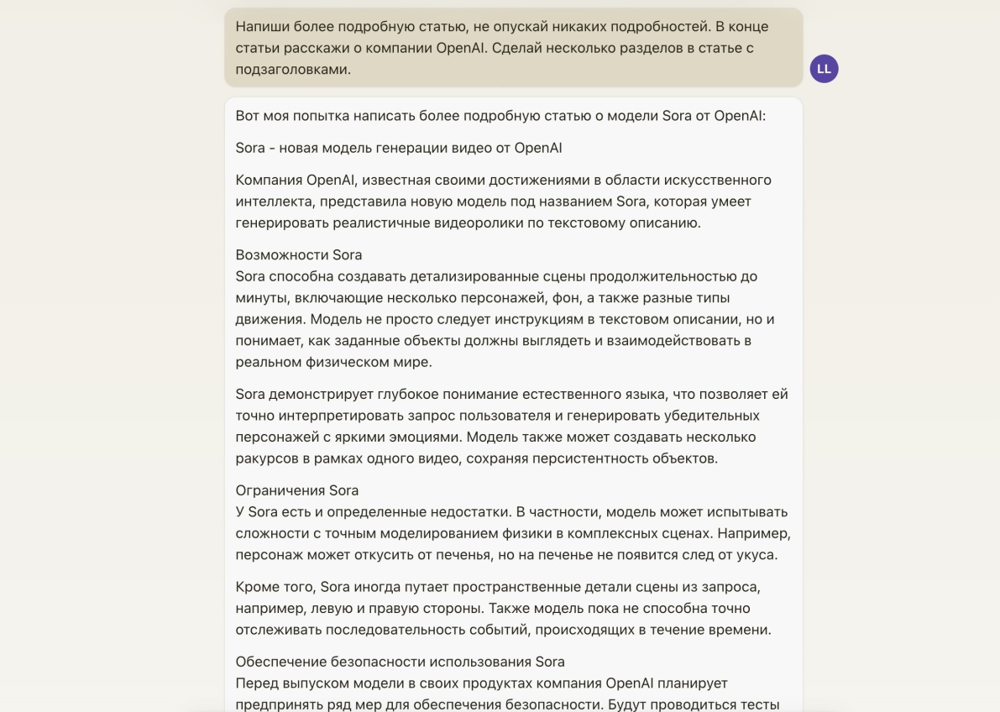 Напиши более подробную статью, не опускай никаких подробностей. В конце
статьи расскажи о компании OpenAI. Сделай несколько разделов в статье с
подзаголовками.
LL
Вот моя попытка написать более подробную статью о модели Sora от OpenAI:
Sora - новая модель генерации видео от OpenAI
Компания OpenAI, известная своими достижениями в области искусственного
интеллекта, представила новую модель под названием Sora, которая умеет
генерировать реалистичные видеоролики по текстовому описанию.
Возможности Sora
Sora способна создавать детализированные сцены продолжительностью до
минуты, включающие несколько персонажей, фон, а также разные типы
движения. Модель не просто следует инструкциям в текстовом описании, но и
понимает, как заданные объекты должны выглядеть и взаимодействовать в
реальном физическом мире.
Sora демонстрирует глубокое понимание естественного языка, что позволяет ей
точно интерпретировать запрос пользователя и генерировать убедительных
персонажей с яркими эмоциями. Модель также может создавать несколько
ракурсов в рамках одного видео, сохраняя персистентность объектов.
Ограничения Sora
У Sora есть и определенные недостатки. В частности, модель может испытывать
сложности с точным моделированием физики в комплексных сценах. Например,
персонаж может откусить от печенья, но на печенье не появится след от укуса.
Кроме того, Sora иногда путает пространственные детали сцены из запроса,
например, левую и правую стороны. Также модель пока не способна точно
отслеживать последовательность событий, происходящих в течение времени.
Обеспечение безопасности использования Sora
Перед выпуском модели в своих продуктах компания OpenAI планирует
предпринять ряд мер для обеспечения безопасности. Будут проводиться тесты